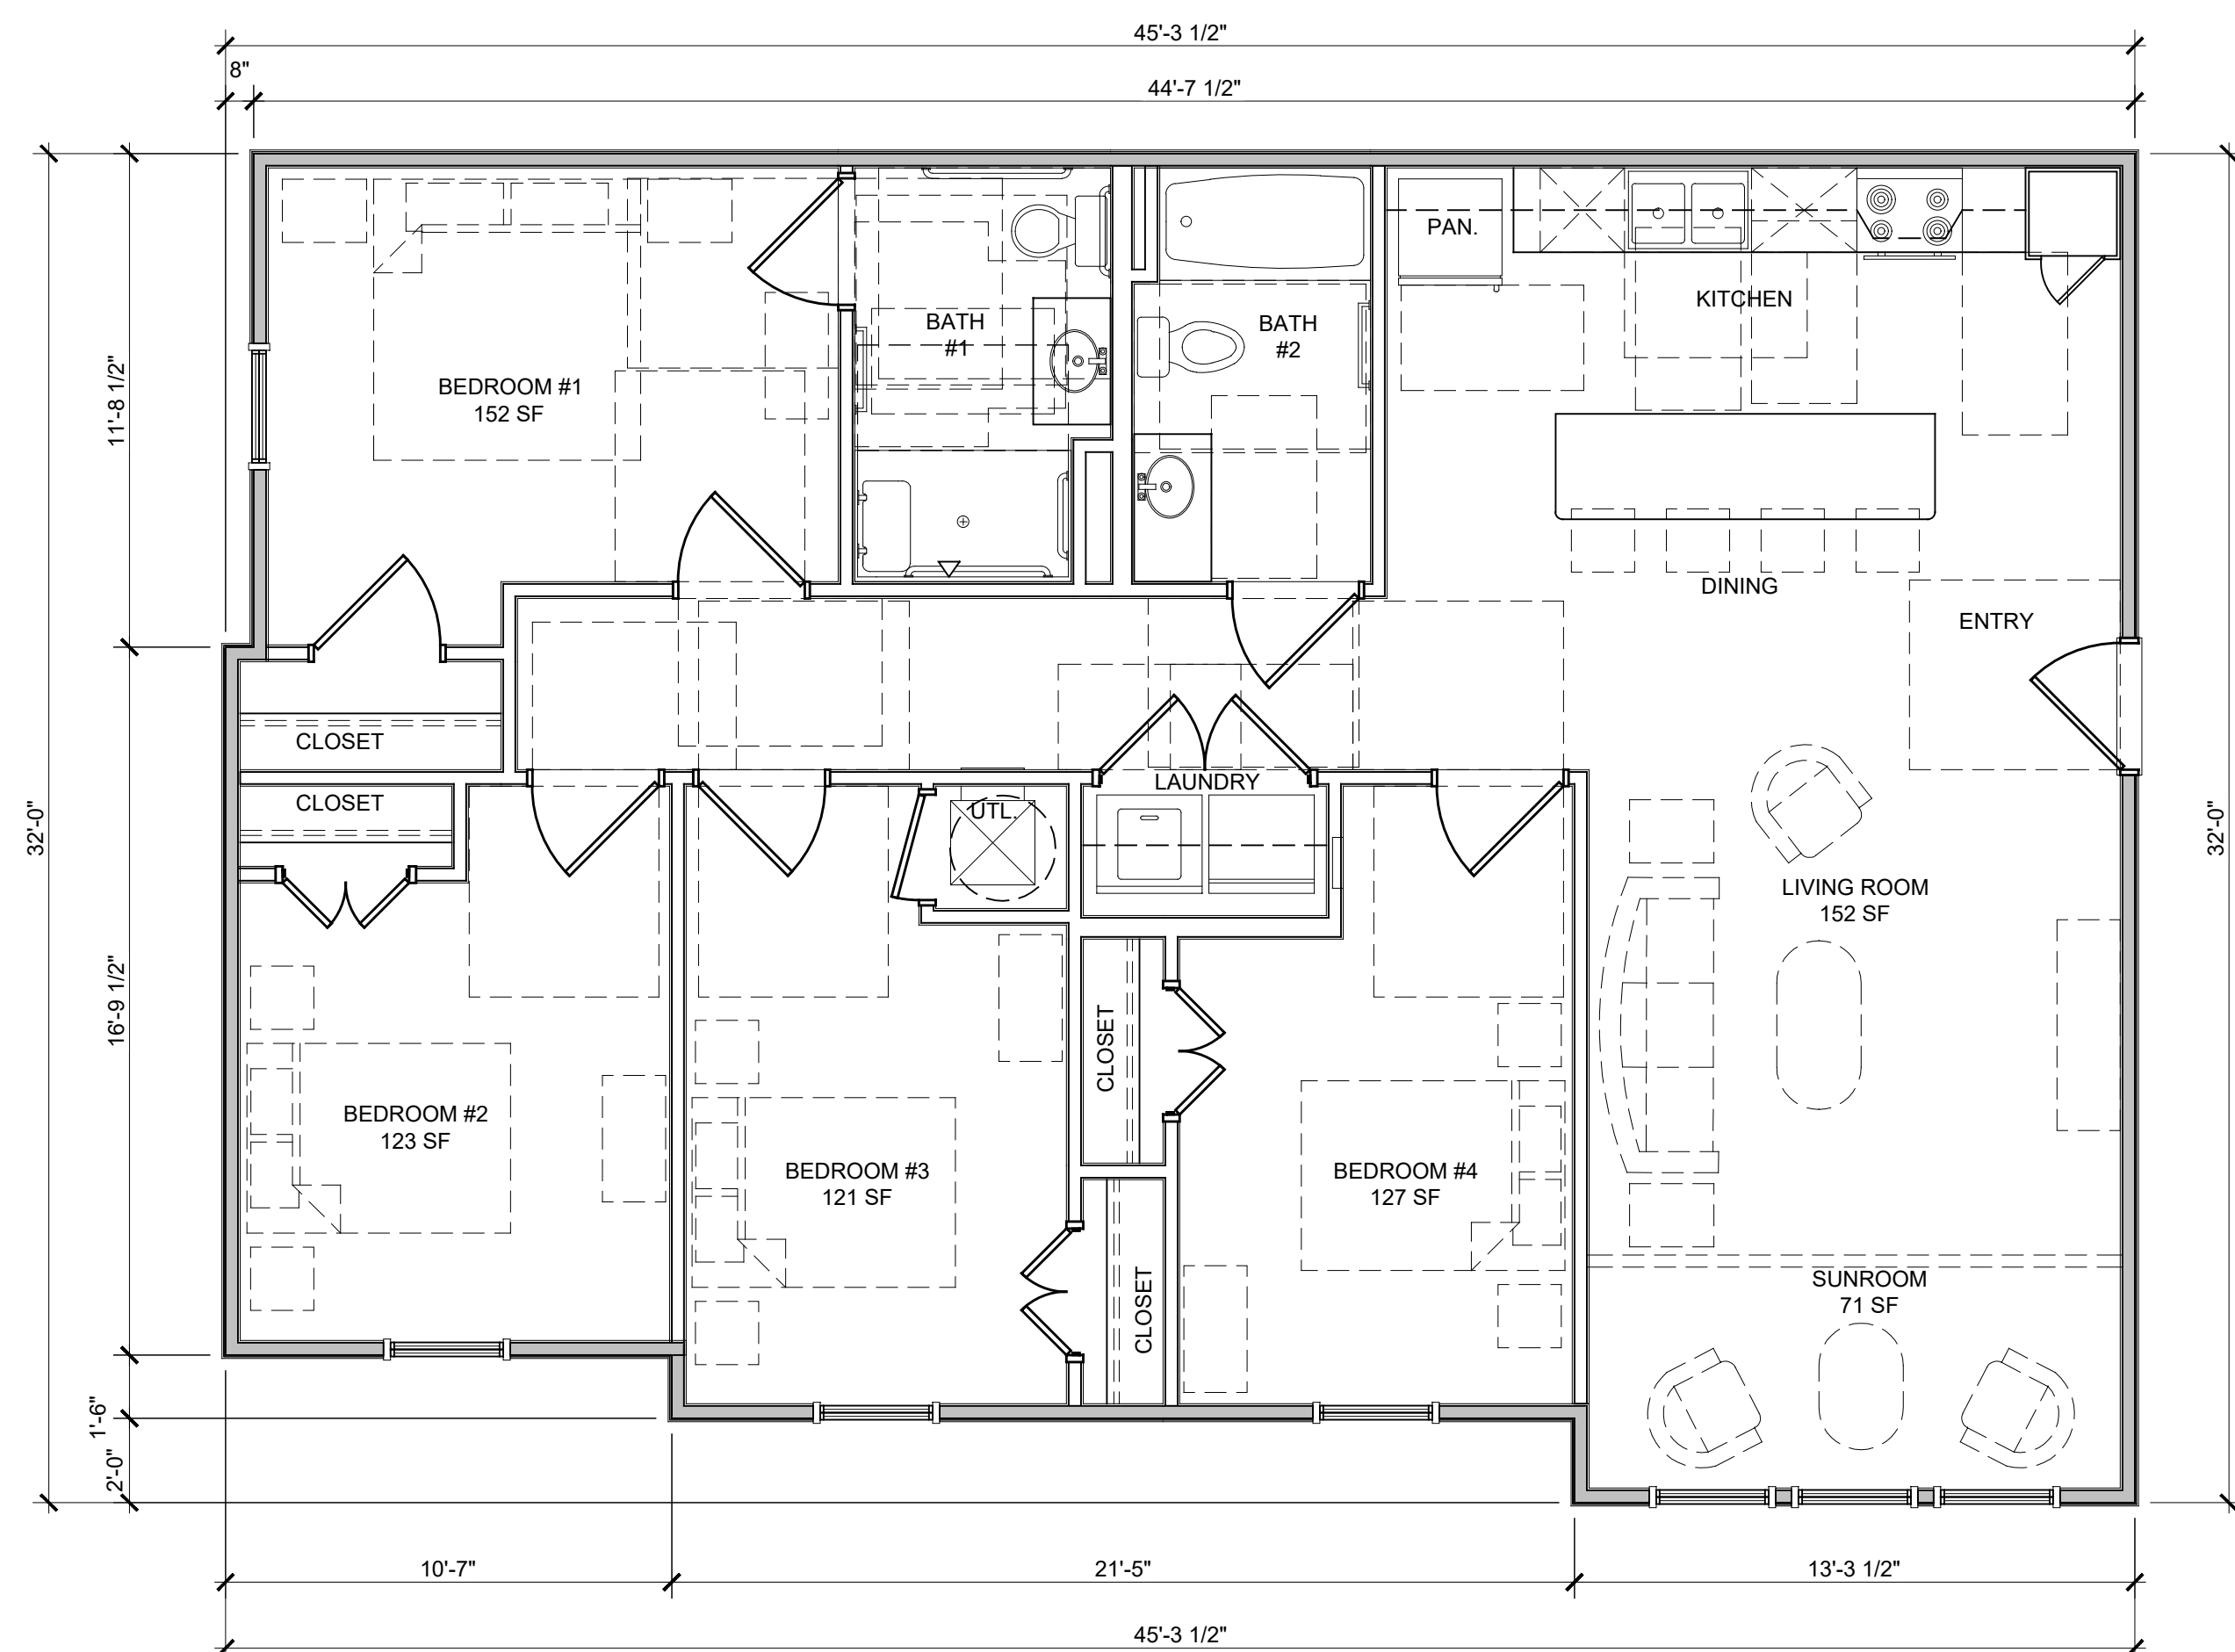 45'-3 1/2"
8"
44'-7 1/2"
11'-8 1/2"
32'-0"
16'-9 1/2"
1'-6"
2'-0"
32'-0"
BEDROOM #1
152 SF
BATH
#1
BATH
#2
PAN.
KITCHEN
DINING
ENTRY
CLOSET
CLOSET
UTL.
LAUNDRY
LIVING ROOM
152 SF
BEDROOM #2
123 SF
BEDROOM #3
121 SF
CLOSET
CLOSET
BEDROOM #4
127 SF
SUNROOM
71 SF
10'-7"
21'-5"
13'-3 1/2"
45'-3 1/2"